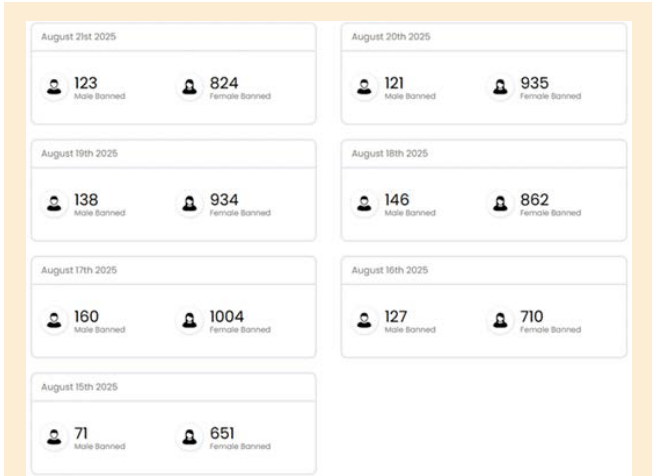 August 21st 2025
123
Male Banned
824
Female Banned
August 20th 2025
121
Male Banned
935
Female Banned
August 19th 2025
138
Male Banned
934
Female Banned
August 18th 2025
146
Male Banned
862
Female Banned
August 17th 2025
160
Male Banned
1004
Female Banned
August 16th 2025
127
Male Banned
710
Female Banned
August 15th 2025
71
Male Banned
651
Female Banned